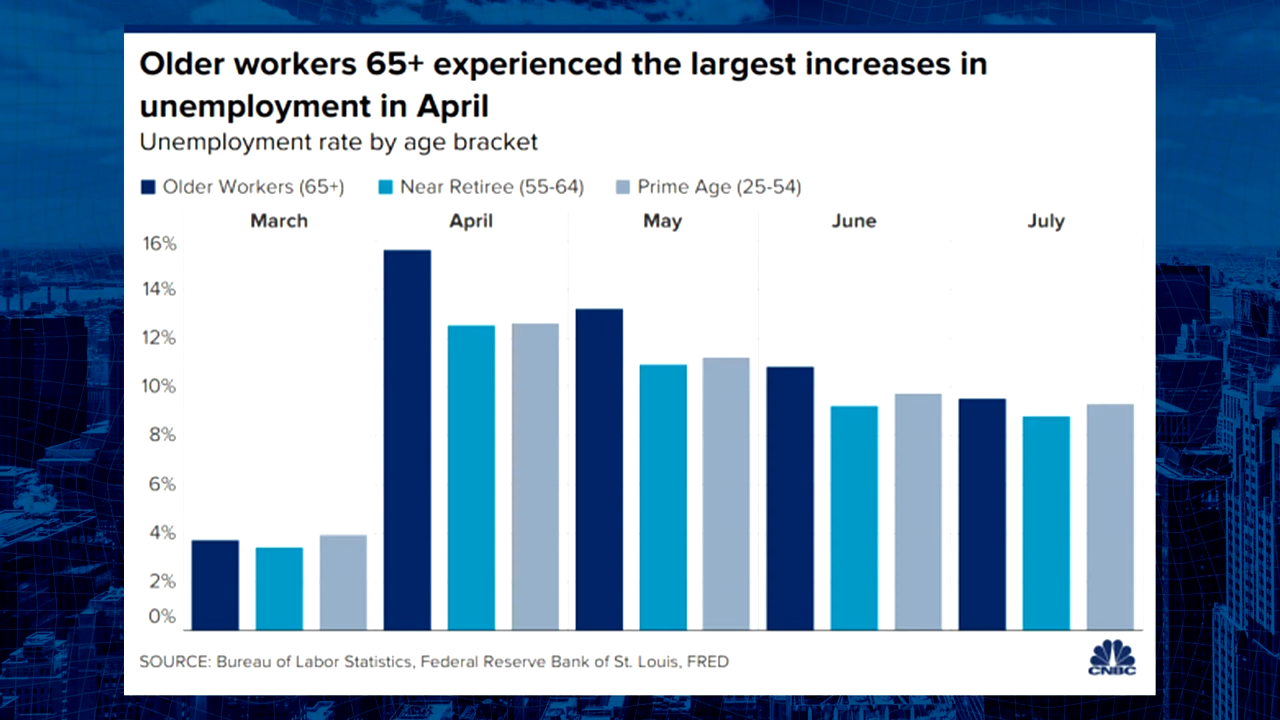 Older workers 65+ experienced the largest increases in
unemployment in April
Unemployment rate by age bracket
Older Workers (65+) Near Retiree (55-64) Prime Age (25-54)
March April May June July
16%
14%
12%
10%
8%
6%
4%
2%
0%
SOURCE: Bureau of Labor Statistics, Federal Reserve Bank of St. Louis, FRED
CNBC